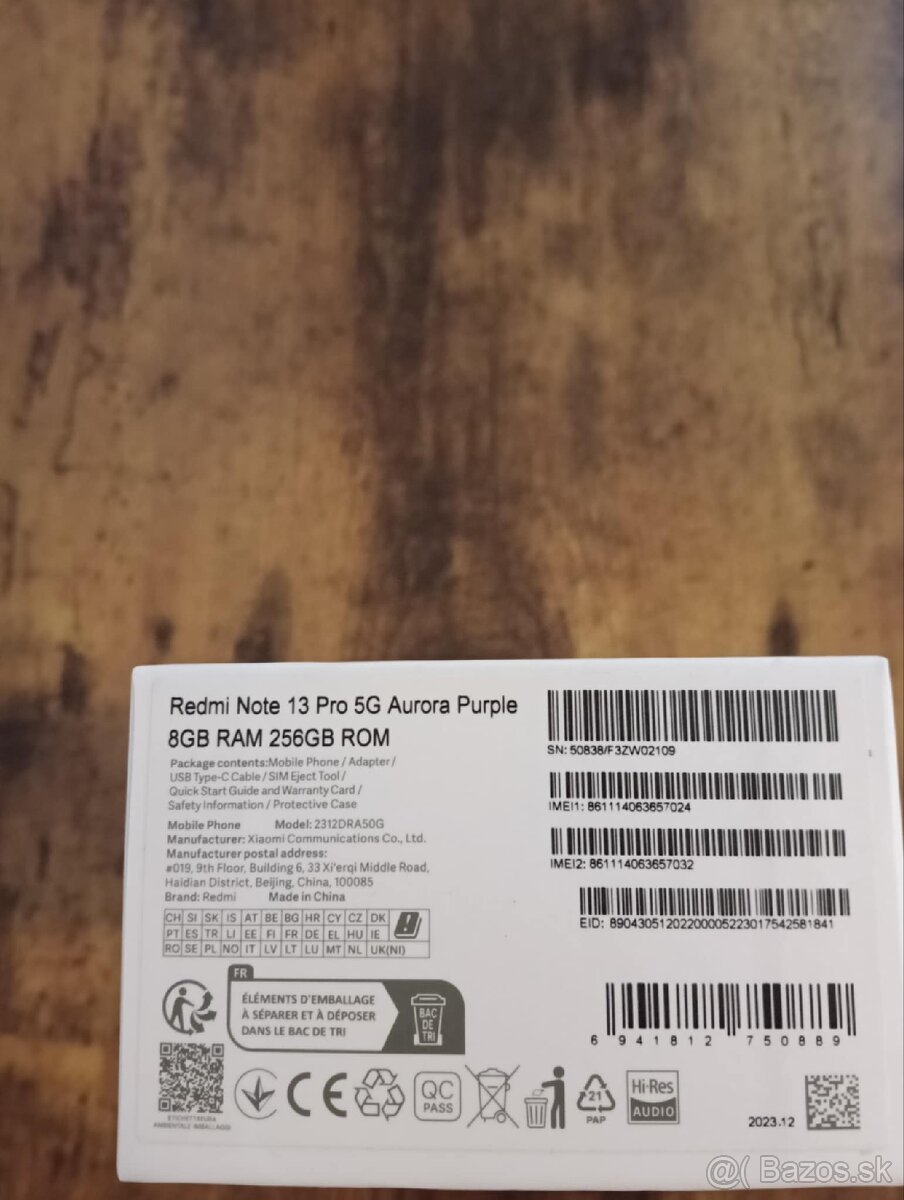 Redmi Note 13 Pro 5G Aurora Purple
8GB RAM 256GB ROM
Package contents:Mobile Phone / Adapter /
USB Type-C Cable / SIM Eject Tool /
Quick Start Guide and Warranty Card /
Safety Information / Protective Case
Mobile Phone Model: 2312DRA50G
Manufacturer: Xiaomi Communications Co., Ltd.
Manufacturer postal address:
#019, 9th Floor, Building 6, 33 Xi'erqi Middle Road,
Haidian District, Beijing, China, 100085
Brand: Redmi Made in China
CH SI SK IS AT BE BG HR CY CZ DK
PT ES TR LI EE FI FR DE EL HU IE
RO SE PL NO IT LV LT LU MT NL UK(NI)
SN: 50838/F3ZW02109
IMEI1: 861114063657024
IMEI2: 861114063657032
EID: 89043051202200005223017542581841
6 941812 750889
FR
ÉLÉMENTS D'EMBALLAGE
À SÉPARER ET À DÉPOSER
DANS LE BAC DE TRI
BAC
DE
TRI
ETICHETTATURA
AMBIENTALE IMBALLAGGI
CE
QC
PASS
21
PAP
Hi-Res
AUDIO
2023.12
@( Bazos.sk